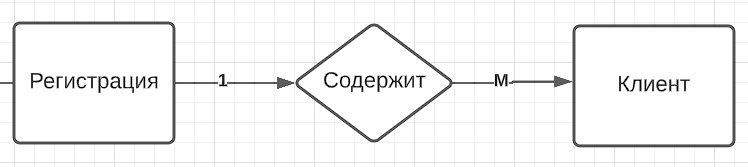 Регистрация
1
Содержит
М
Клиент